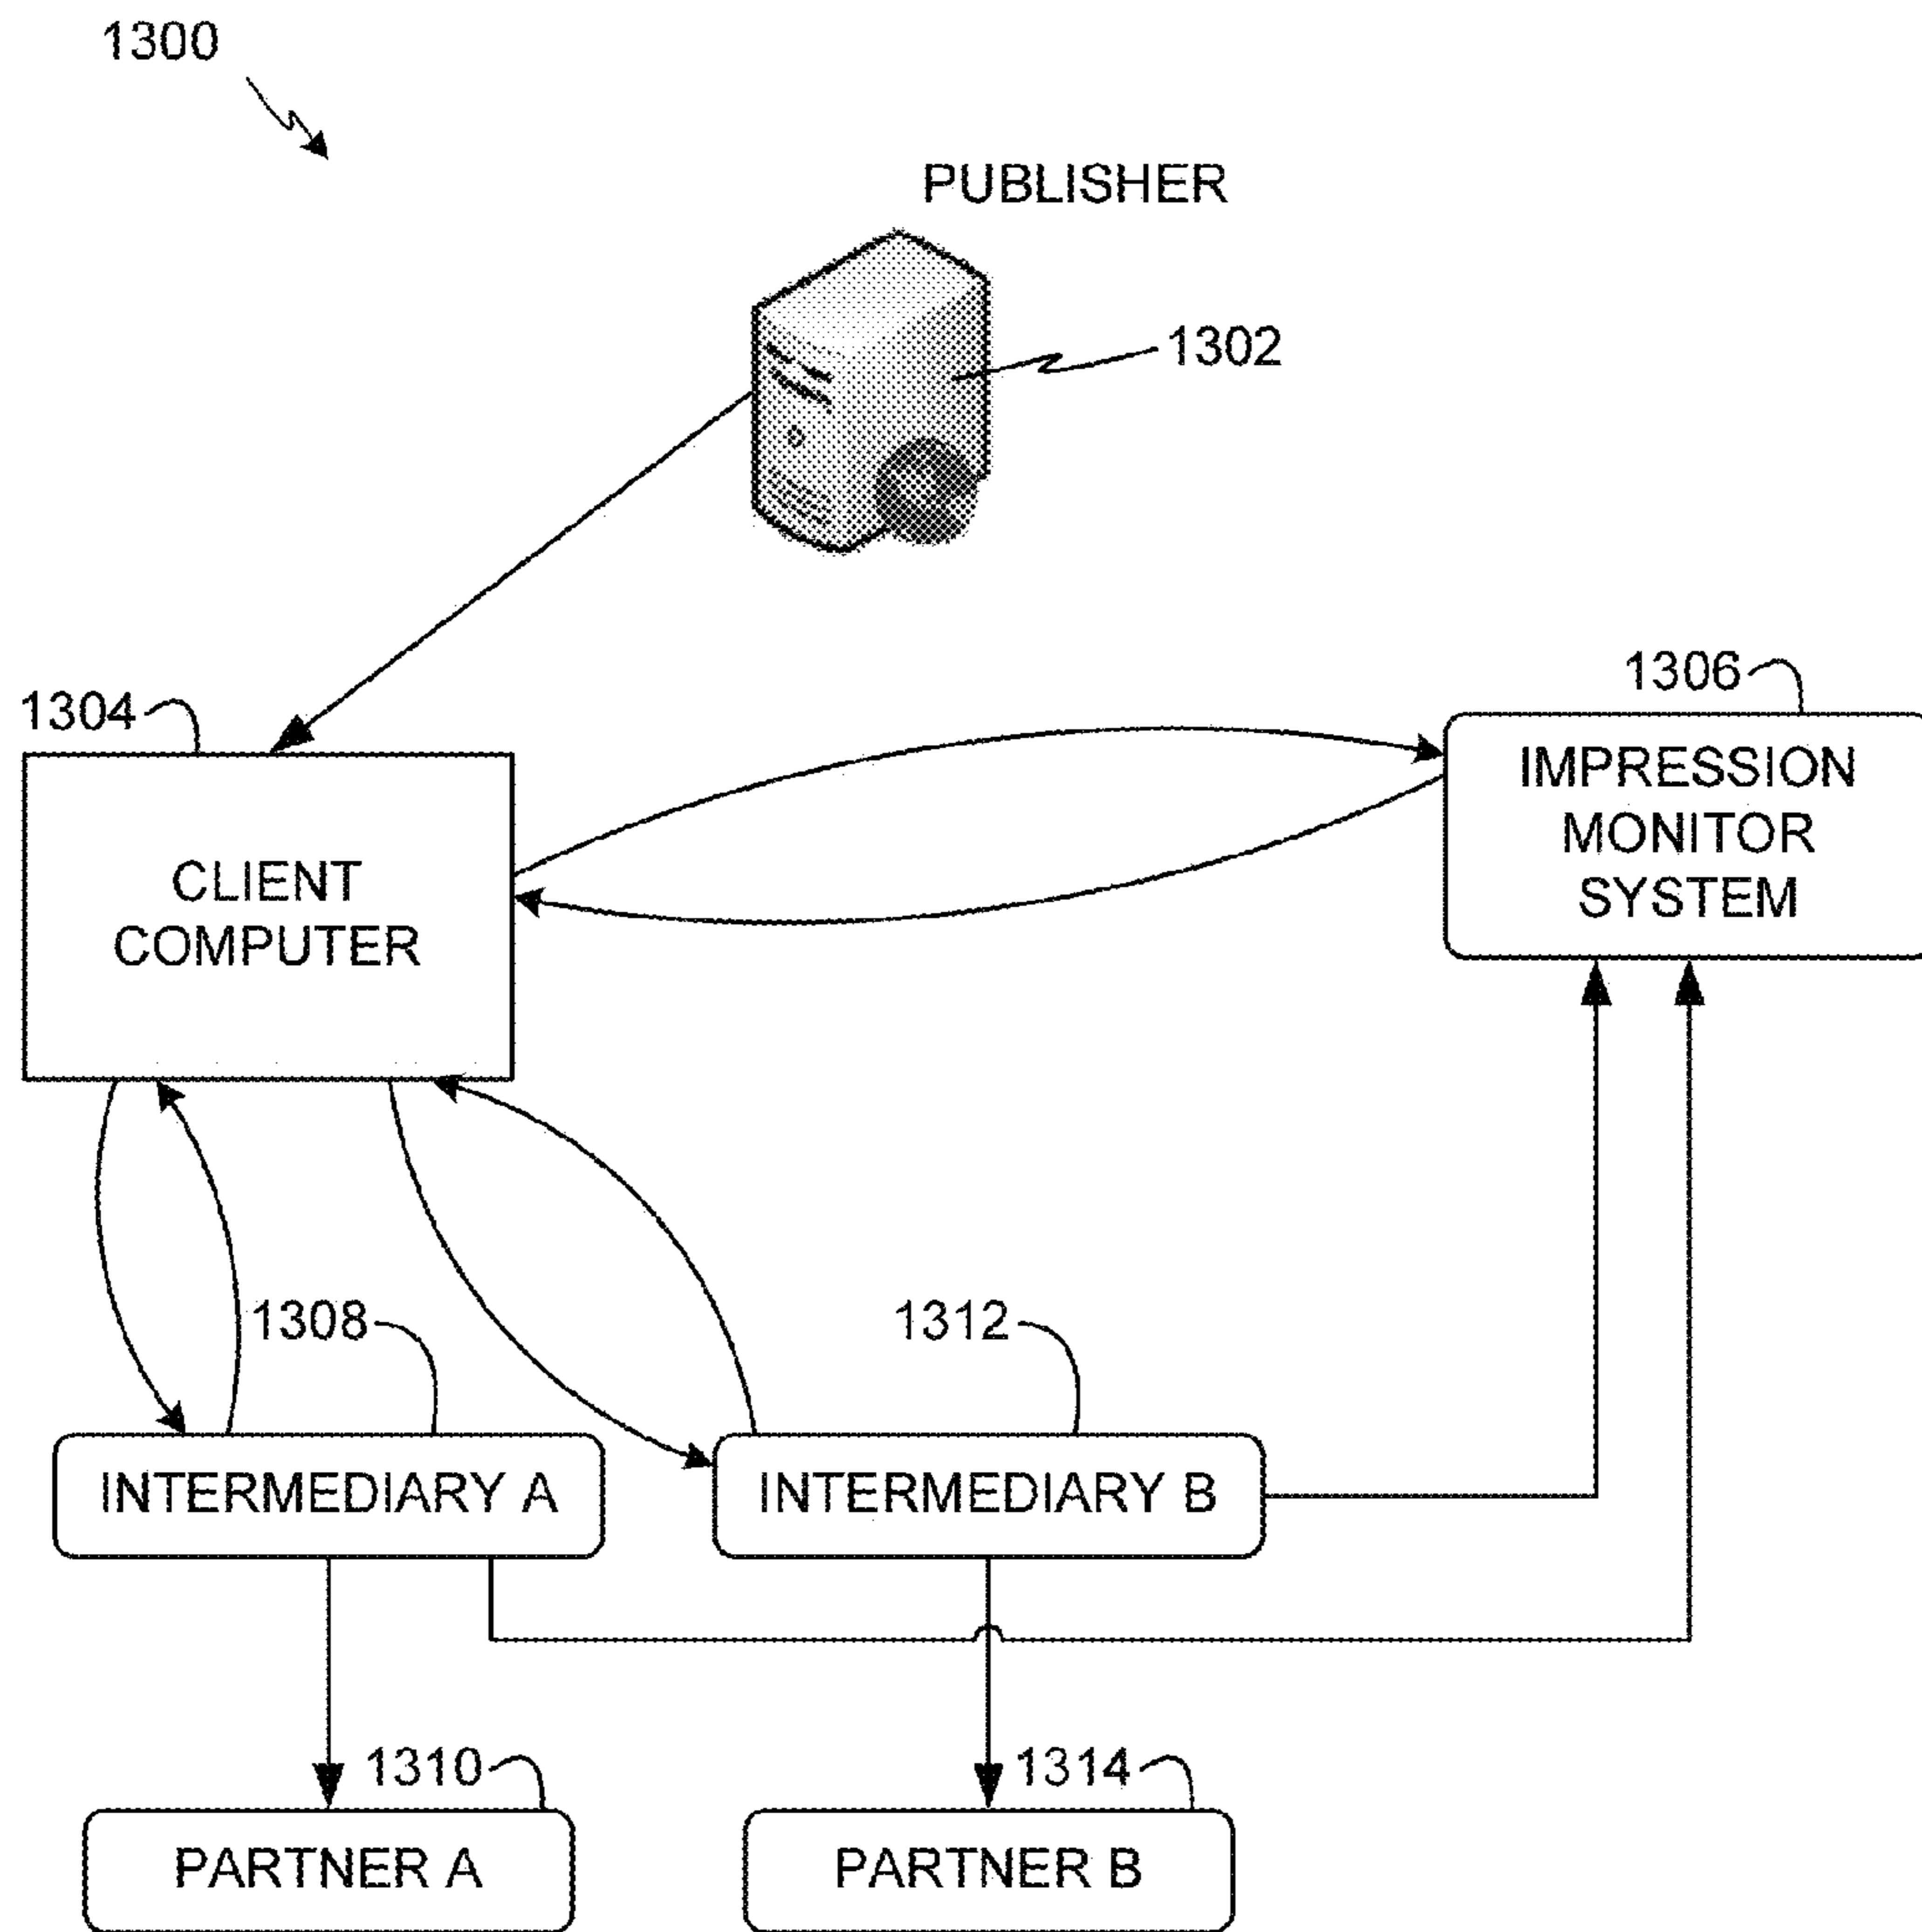 1300
PUBLISHER
1302
1304
1306
IMPRESSION
MONITOR
SYSTEM
CLIENT
COMPUTER
1308
1312
INTERMEDIARY A
INTERMEDIARY B
1310
1314
PARTNER A
PARTNER B